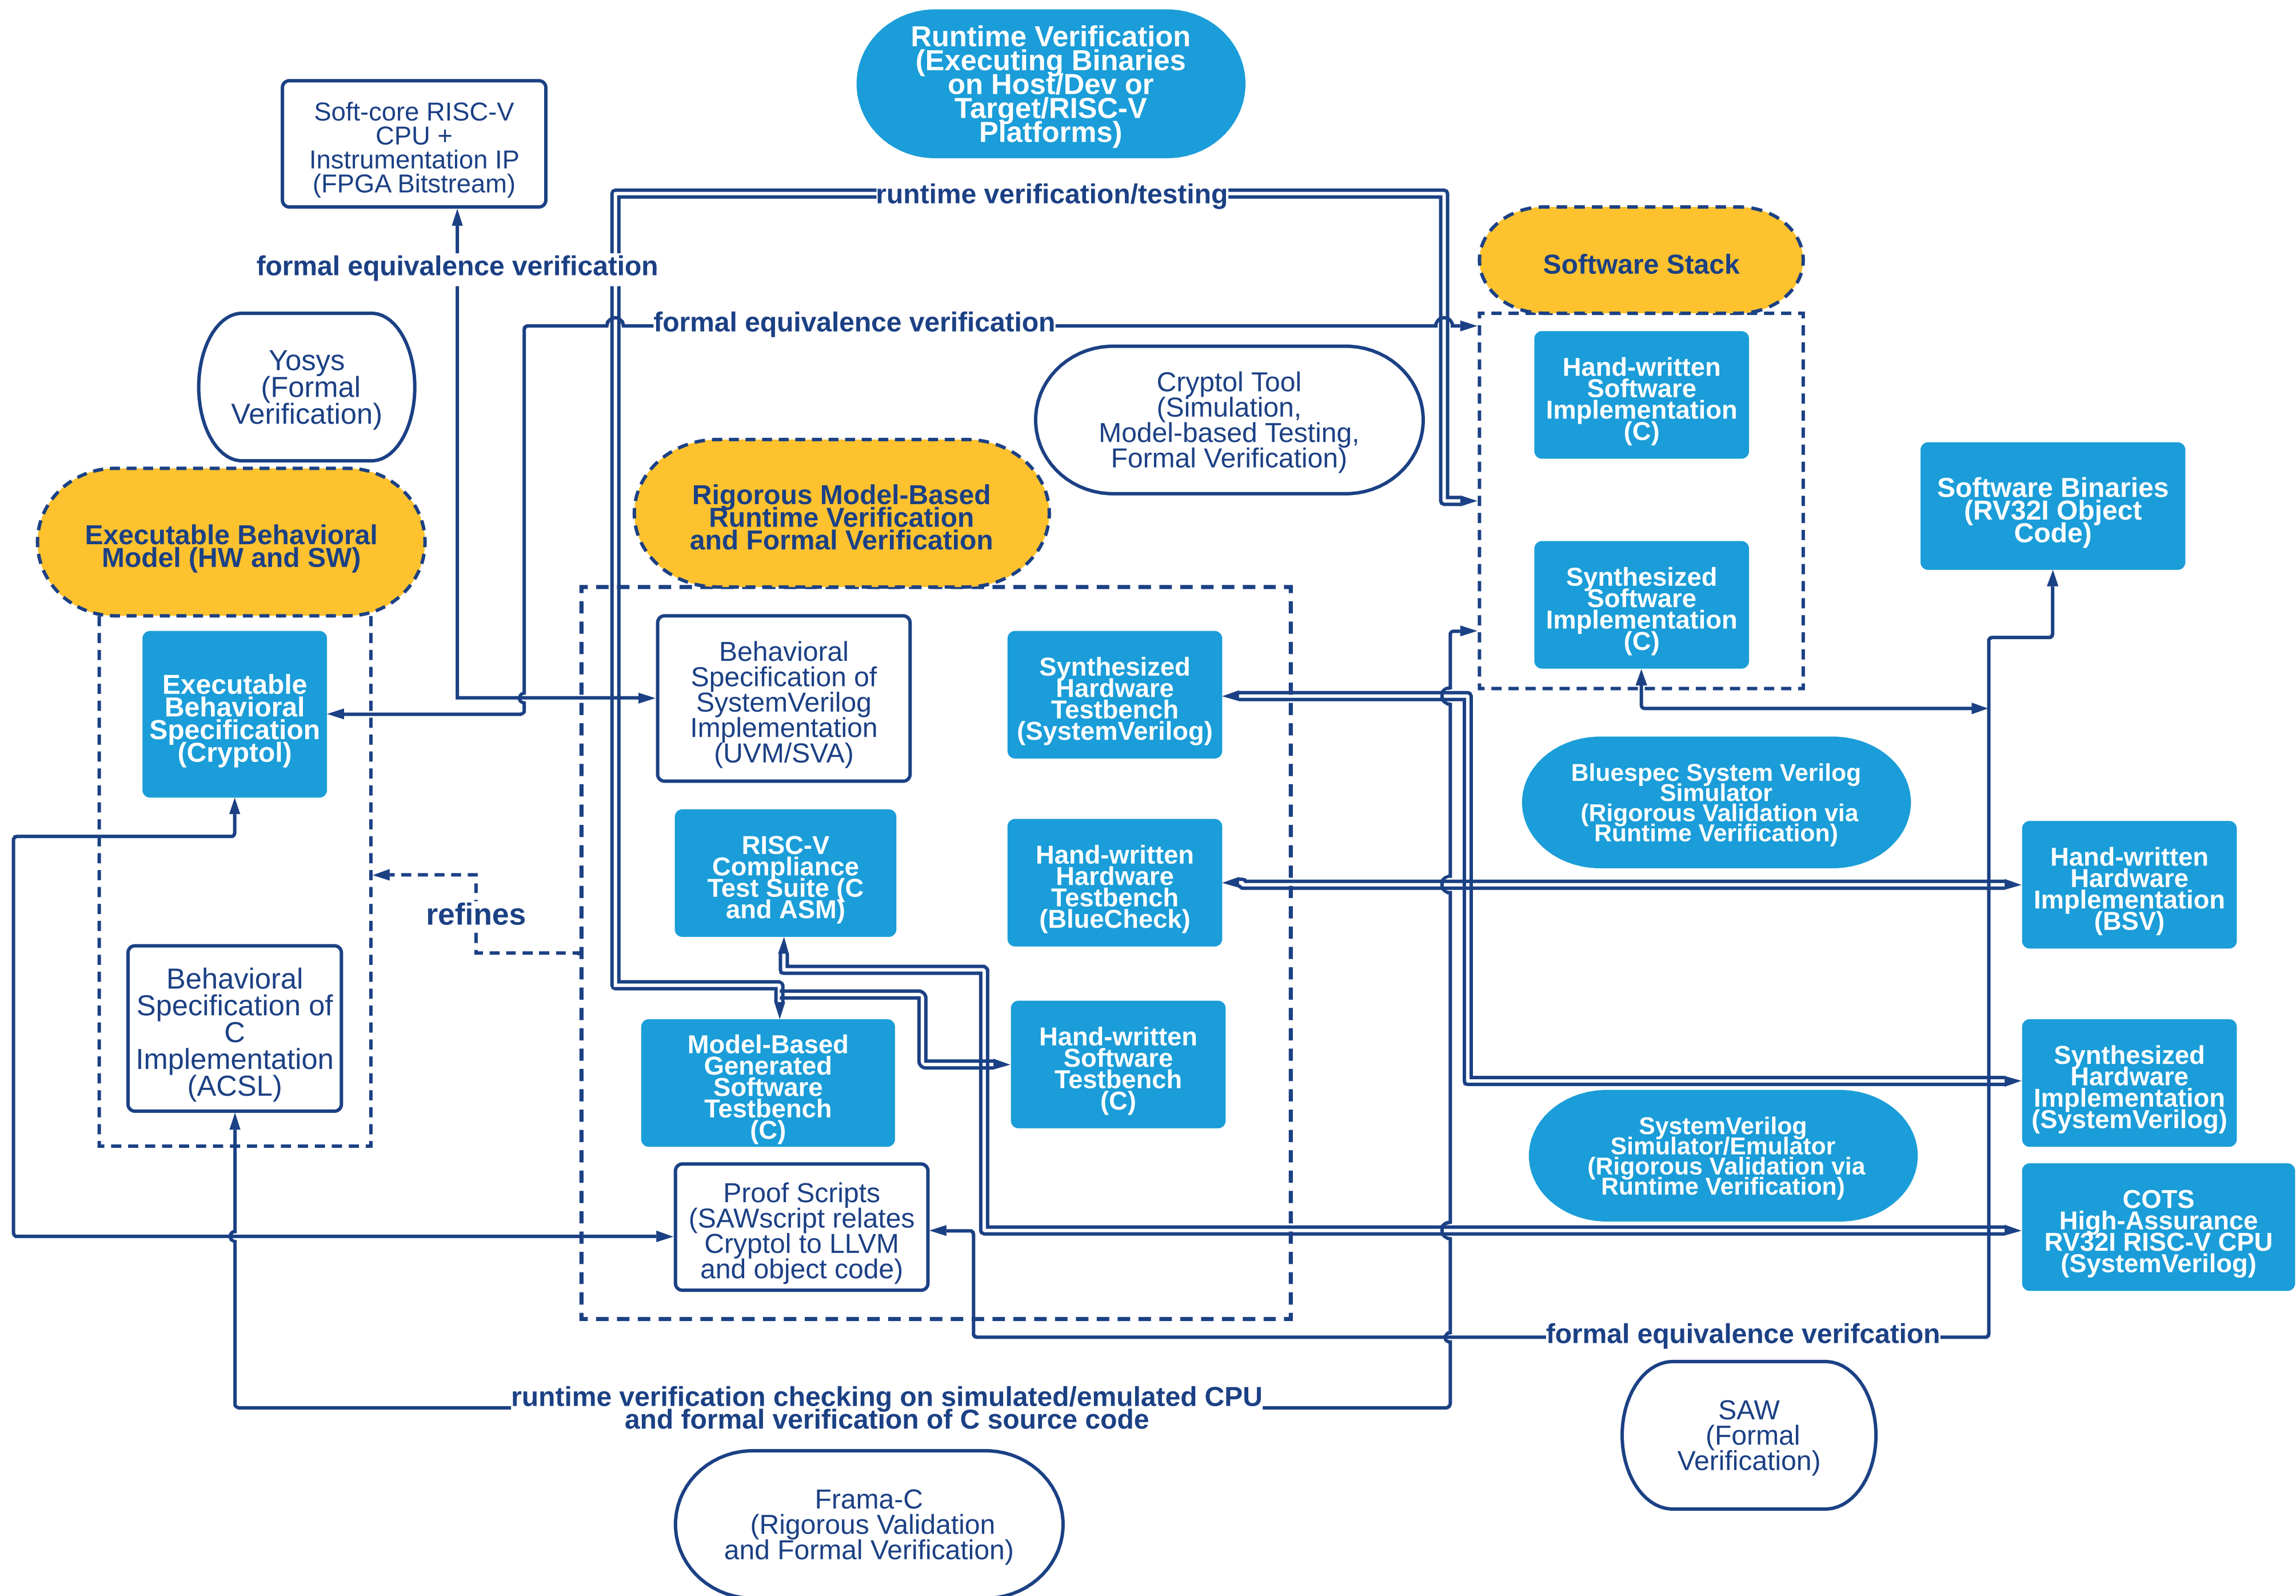 Runtime Verification
(Executing Binaries
on Host/Dev or
Target/RISC-V
Platforms)
Soft-core RISC-V
CPU +
Instrumentation IP
(FPGA Bitstream)
runtime verification/testing
formal equivalence verification
Software Stack
formal equivalence verification
Yosys
(Formal
Verification)
Cryptol Tool
(Simulation,
Model-based Testing,
Formal Verification)
Hand-written
Software
Implementation
(C)
Software Binaries
(RV32I Object
Code)
Executable Behavioral
Model (HW and SW)
Rigorous Model-Based
Runtime Verification
and Formal Verification
Synthesized
Software
Implementation
(C)
Executable
Behavioral
Specification
(Cryptol)
Behavioral
Specification of
SystemVerilog
Implementation
(UVM/SVA)
Synthesized
Hardware
Testbench
(SystemVerilog)
Bluespec System Verilog
Simulator
(Rigorous Validation via
Runtime Verification)
RISC-V
Compliance
Test Suite (C
and ASM)
Hand-written
Hardware
Testbench
(BlueCheck)
Hand-written
Hardware
Implementation
(BSV)
refines
Behavioral
Specification of
C
Implementation
(ACSL)
Model-Based
Generated
Software
Testbench
(C)
Hand-written
Software
Testbench
(C)
Synthesized
Hardware
Implementation
(SystemVerilog)
SystemVerilog
Simulator/Emulator
(Rigorous Validation via
Runtime Verification)
Proof Scripts
(SAWscript relates
Cryptol to LLVM
and object code)
COTS
High-Assurance
RV32I RISC-V CPU
(SystemVerilog)
formal equivalence verifcation
runtime verification checking on simulated/emulated CPU
and formal verification of C source code
SAW
(Formal
Verification)
Frama-C
(Rigorous Validation
and Formal Verification)